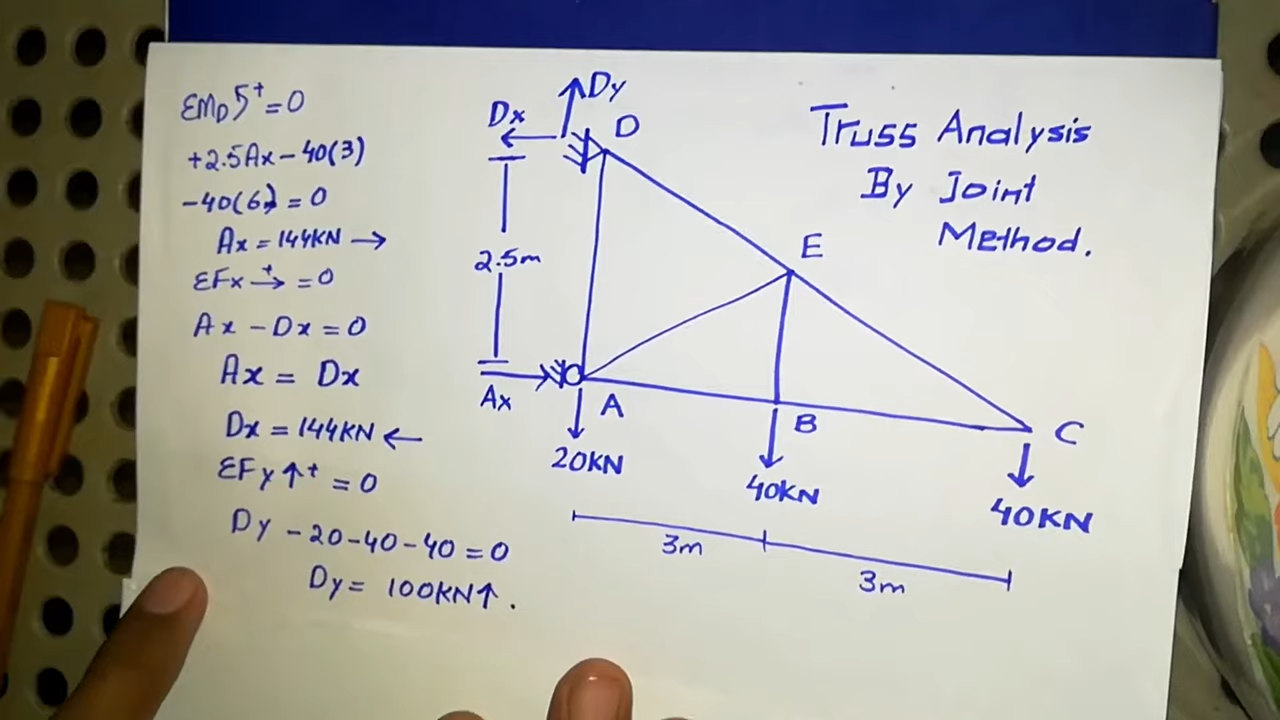 ΣM_D ↺⁺ = 0
+2.5Ax - 40(3)
-40(6) = 0
Ax = 144KN →
ΣFx →⁺ = 0
Ax - Dx = 0
Ax = Dx
Dx = 144KN ←
ΣFy ↑⁺ = 0
Dy - 20 - 40 - 40 = 0
Dy = 100KN ↑.
Dy
Dx
D
2.5m
E
Ax
A
B
C
20KN
40KN
40KN
3m
3m
Truss Analysis
By Joint
Method.